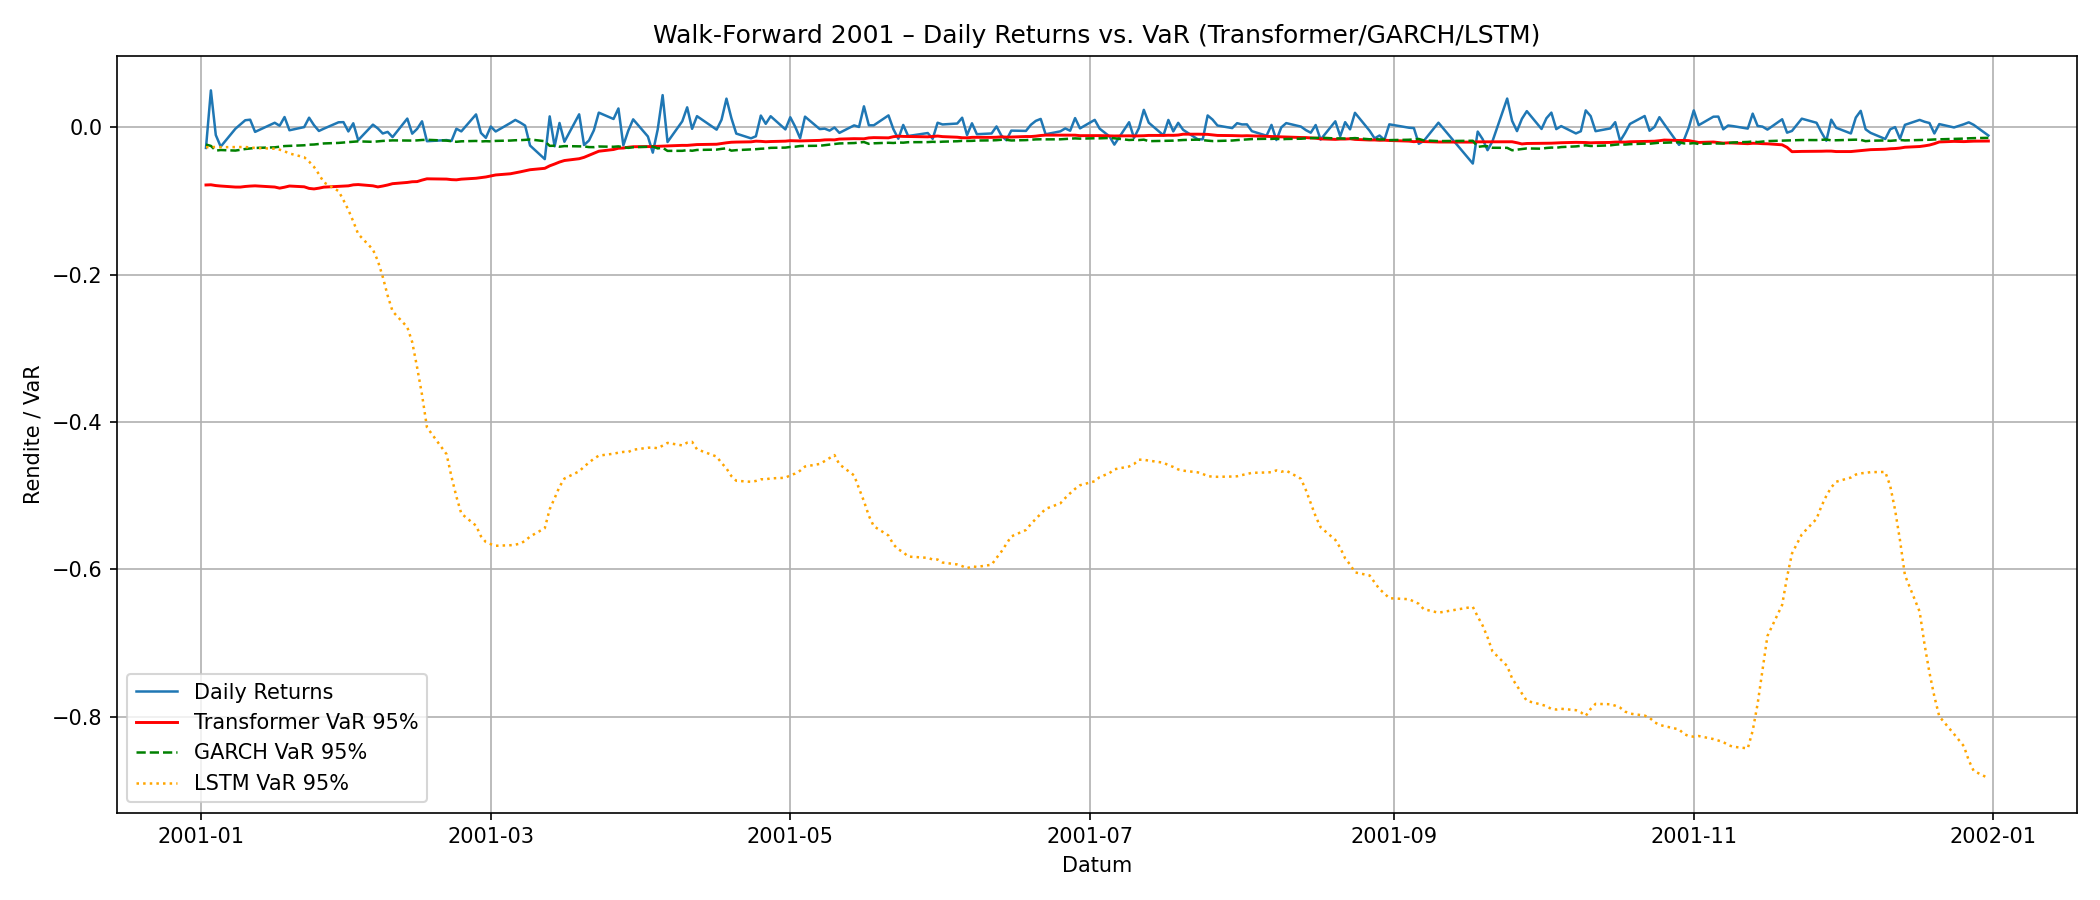 Walk-Forward 2001 – Daily Returns vs. VaR (Transformer/GARCH/LSTM)
Rendite / VaR
0.0
−0.2
−0.4
−0.6
−0.8
Daily Returns
Transformer VaR 95%
GARCH VaR 95%
LSTM VaR 95%
2001-01 2001-03 2001-05 2001-07 2001-09 2001-11 2002-01
Datum